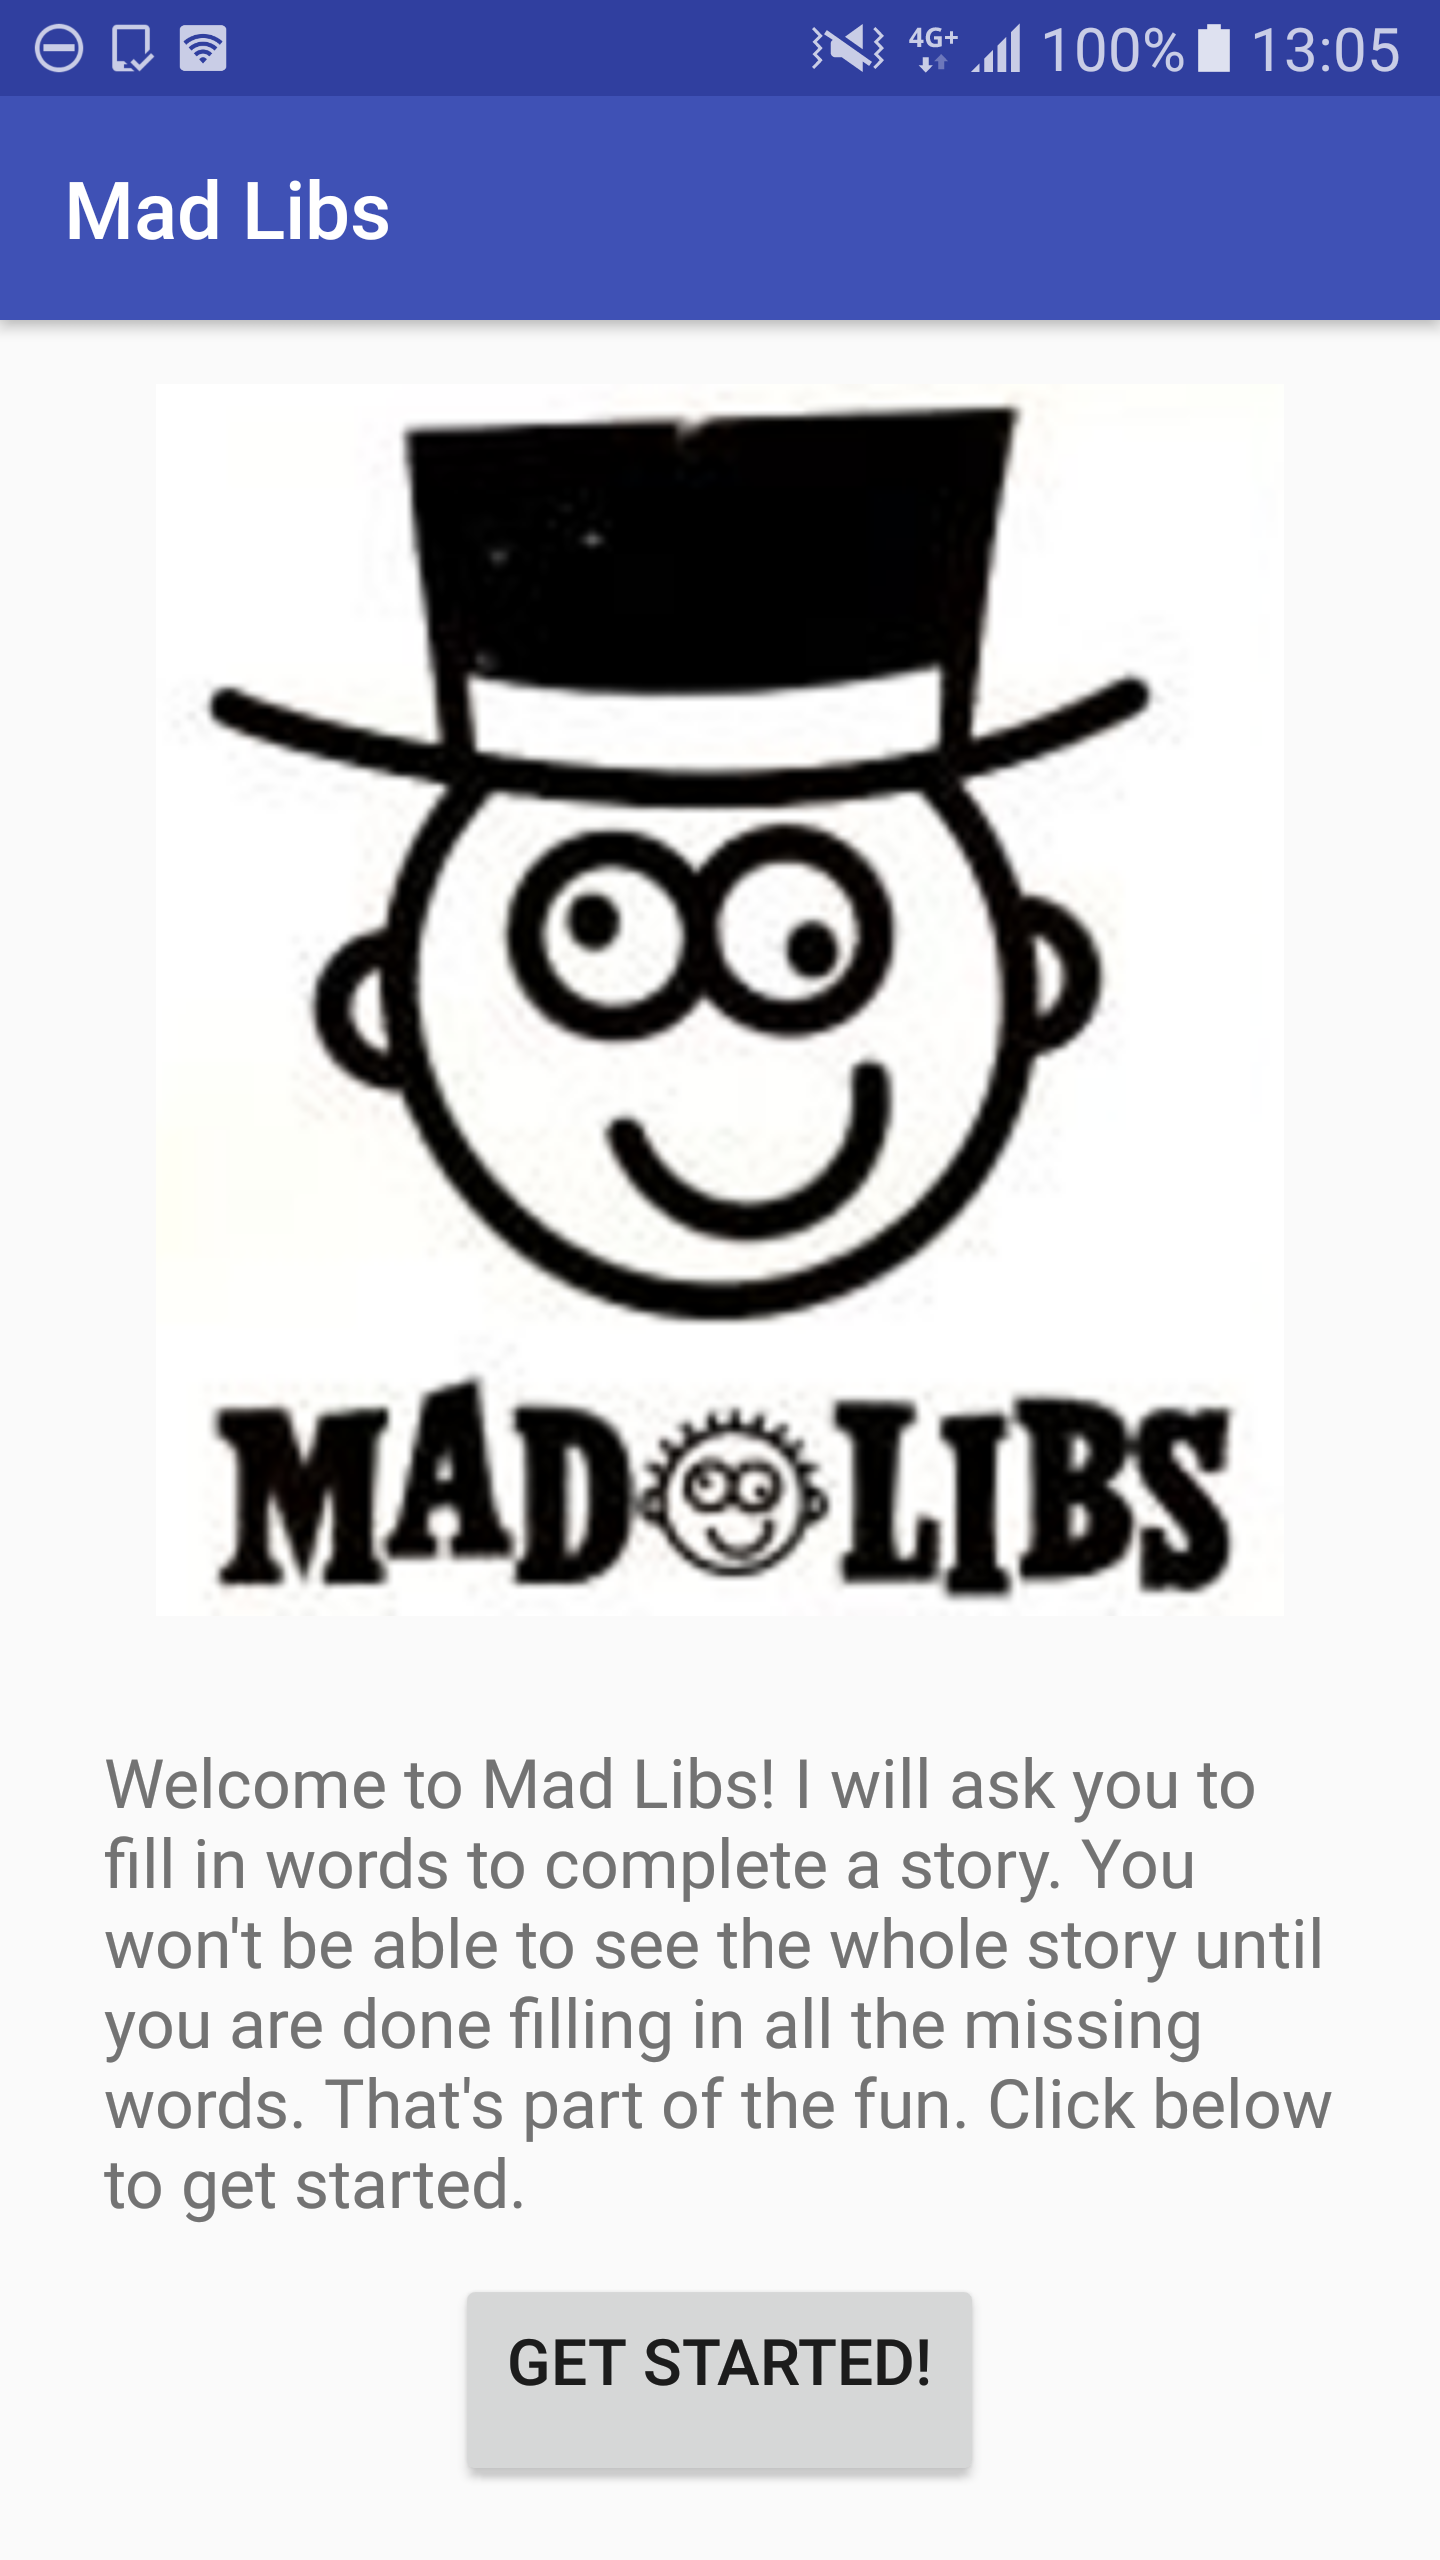 4G+ 100% 13:05
Mad Libs
MAD LIBS
Welcome to Mad Libs! I will ask you to
fill in words to complete a story. You
won't be able to see the whole story until
you are done filling in all the missing
words. That's part of the fun. Click below
to get started.
GET STARTED!